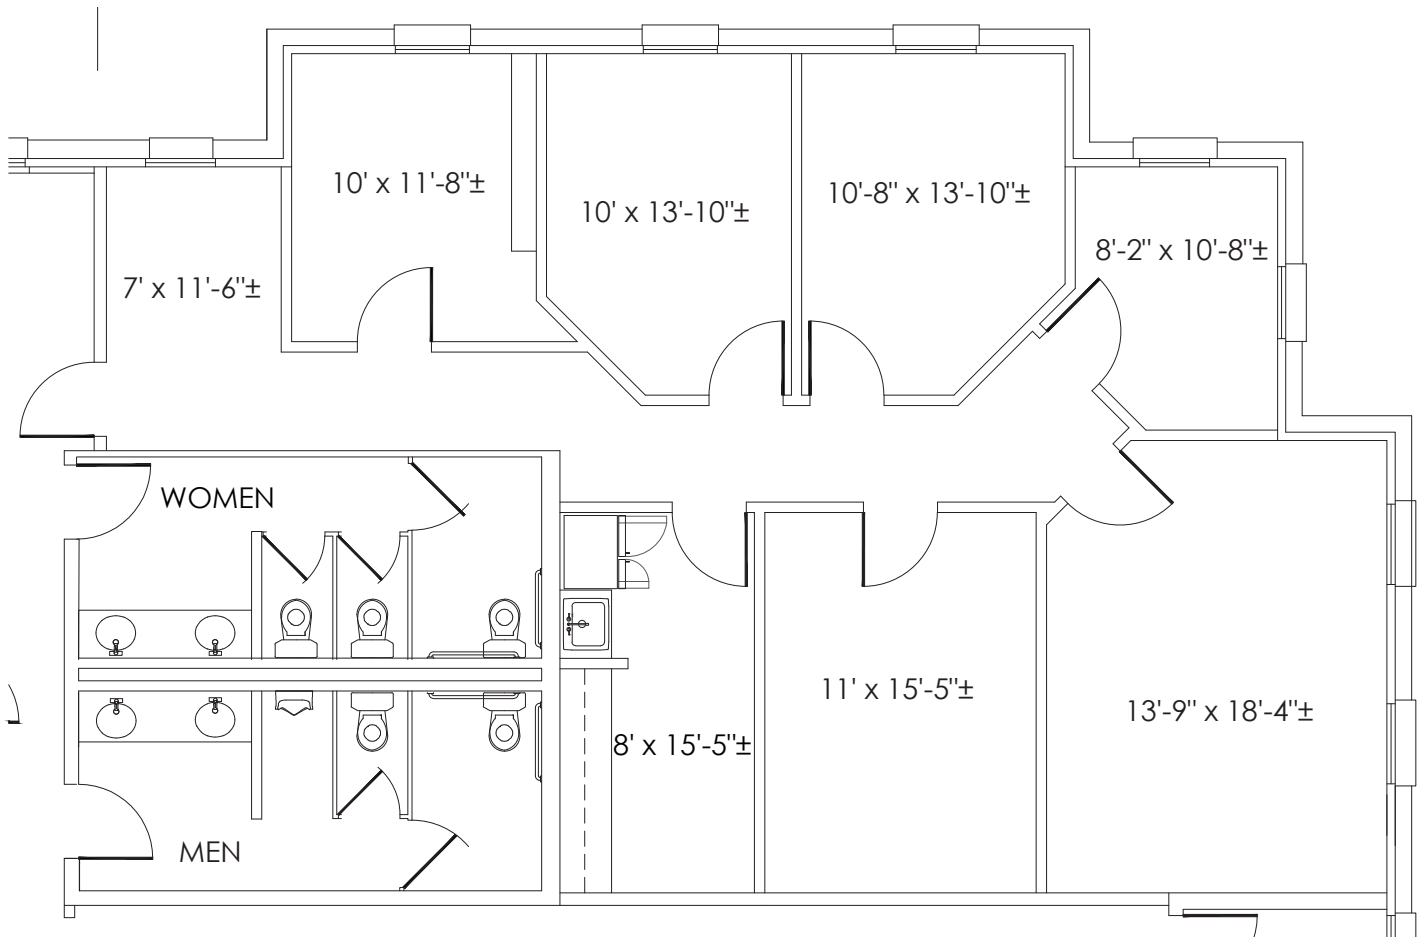 10' x 11'-8"±
10' x 13'-10"±
10'-8" x 13'-10"±
8'-2" x 10'-8"±
7' x 11'-6"±
WOMEN
11' x 15'-5"±
13'-9" x 18'-4"±
8' x 15'-5"±
MEN